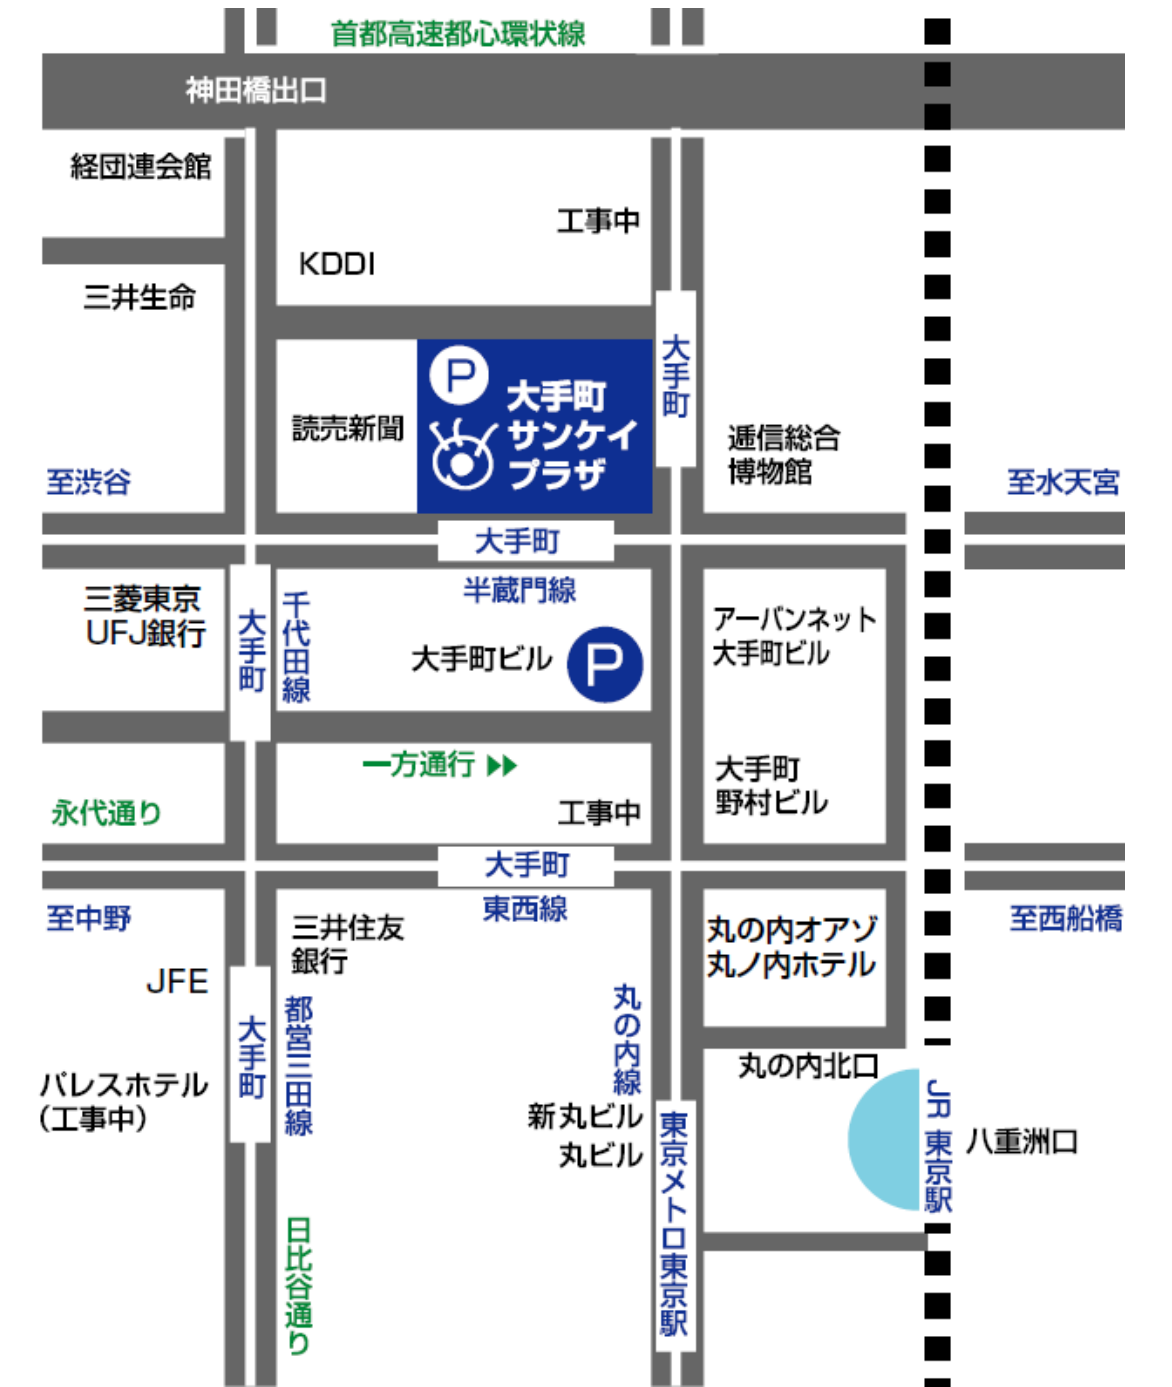 首都高速都心環状線
神田橋出口
経団連会館
工事中
KDDI
三井生命
大手町
P
大手町
サンケイ
プラザ
読売新聞
逓信総合
博物館
至渋谷
至水天宮
大手町
半蔵門線
三菱東京
UFJ銀行
大手町
千代田線
大手町ビル
P
アーバンネット
大手町ビル
一方通行
大手町
野村ビル
永代通り
工事中
大手町
東西線
至中野
至西船橋
三井住友
銀行
丸の内オアゾ
丸ノ内ホテル
JFE
大手町
都営三田線
丸の内線
丸の内北口
パレスホテル
(工事中)
新丸ビル
丸ビル
東京メトロ東京駅
JR 東京駅
八重洲口
日比谷通り